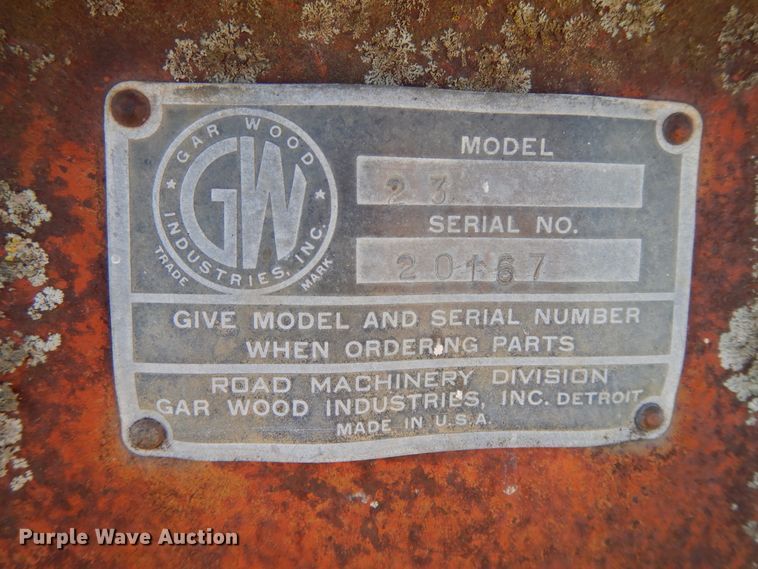 GAR WOOD
GW
INDUSTRIES, INC.
TRADE MARK
MODEL
23
SERIAL NO.
20167
GIVE MODEL AND SERIAL NUMBER
WHEN ORDERING PARTS
ROAD MACHINERY DIVISION
GAR WOOD INDUSTRIES, INC. DETROIT
MADE IN U.S.A.
Purple Wave Auction